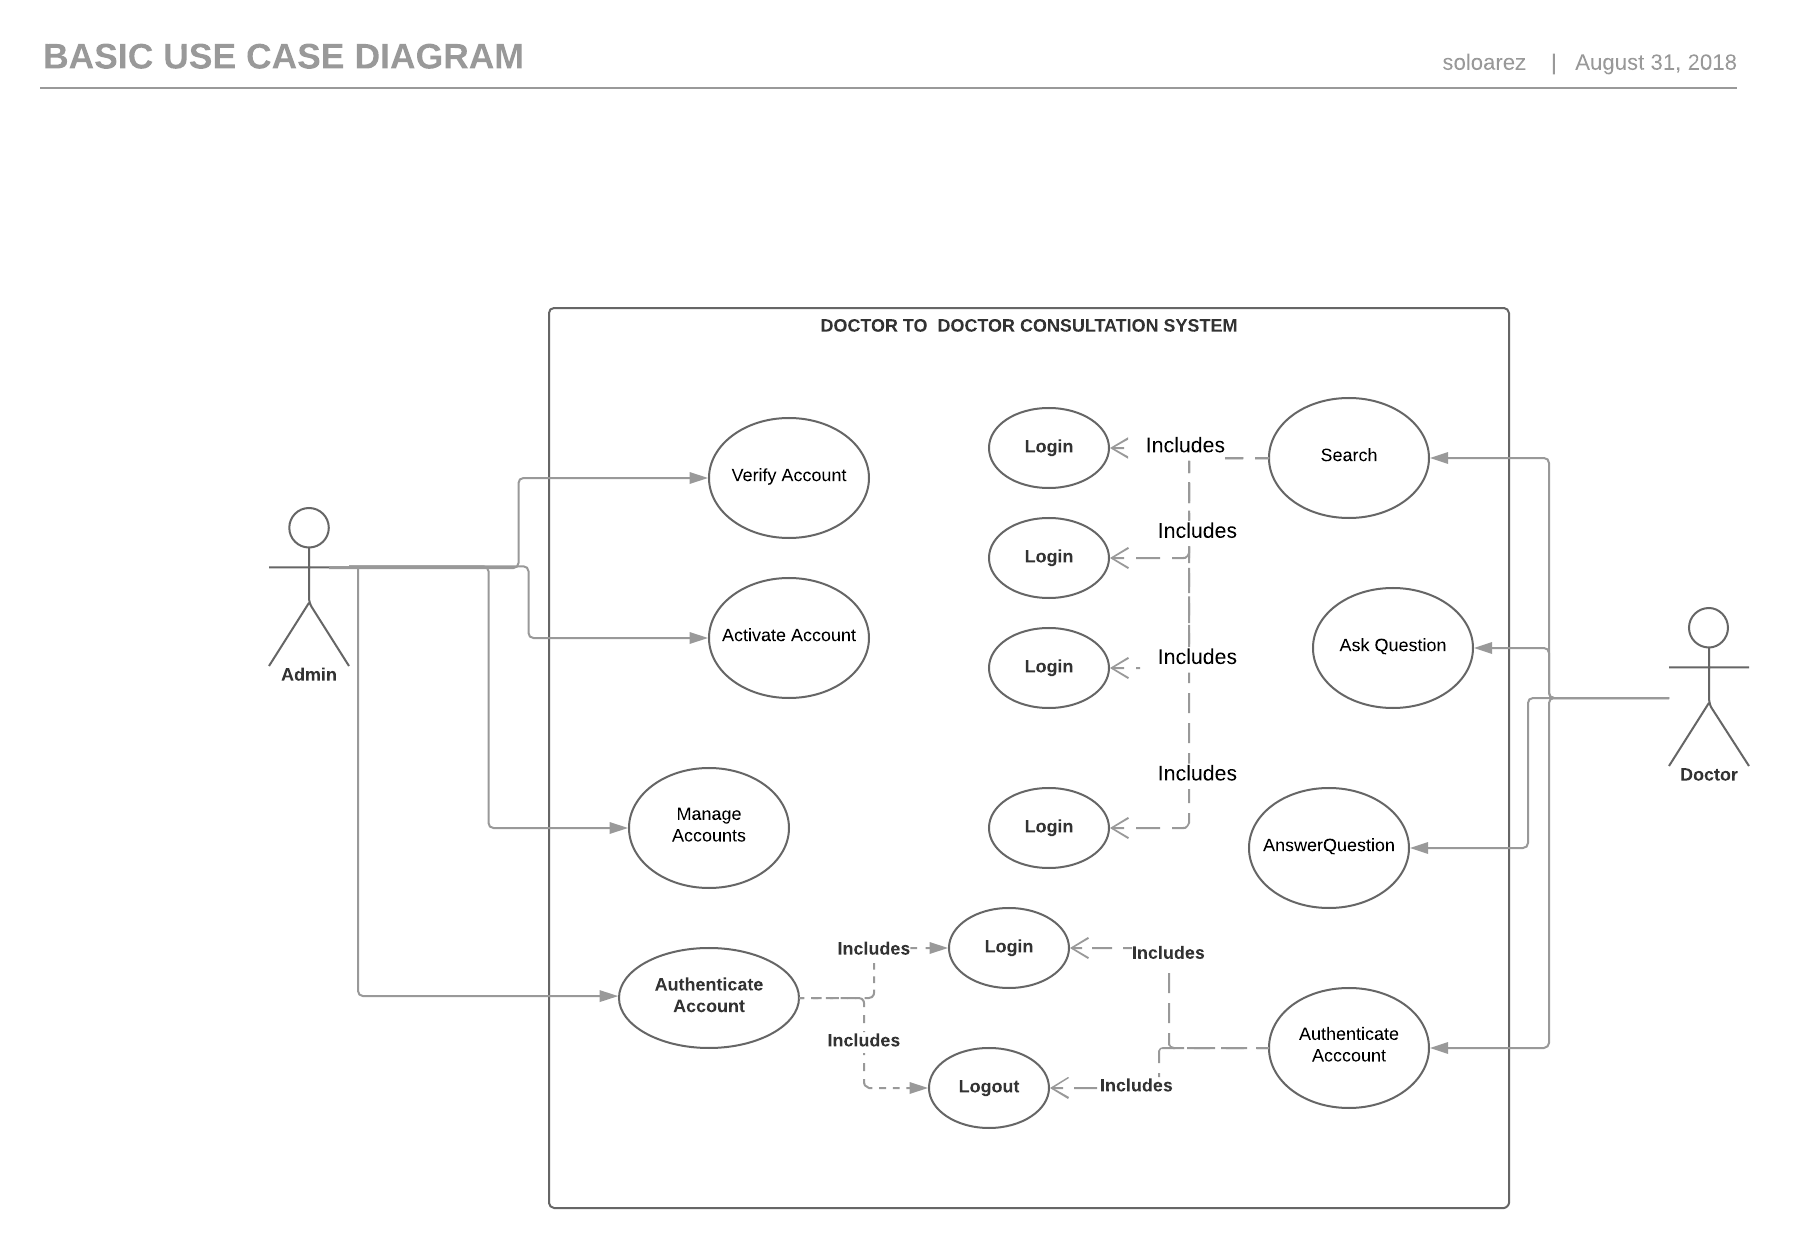 BASIC USE CASE DIAGRAM
soloarez | August 31, 2018
DOCTOR TO DOCTOR CONSULTATION SYSTEM
Login
Includes
Search
Verify Account
Includes
Login
Activate Account
Login
Includes
Ask Question
Admin
Includes
Doctor
Manage
Accounts
Login
AnswerQuestion
Includes
Login
Includes
Authenticate
Account
Includes
Authenticate
Acccount
Logout
Includes